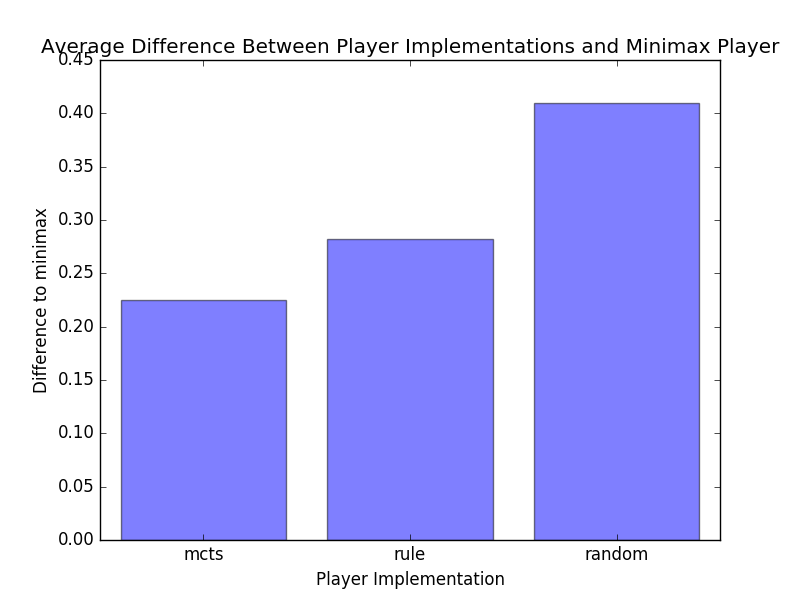 Average Difference Between Player Implementations and Minimax Player
0.45
0.40
0.35
0.30
0.25
0.20
0.15
0.10
0.05
0.00
Difference to minimax
mcts rule random
Player Implementation